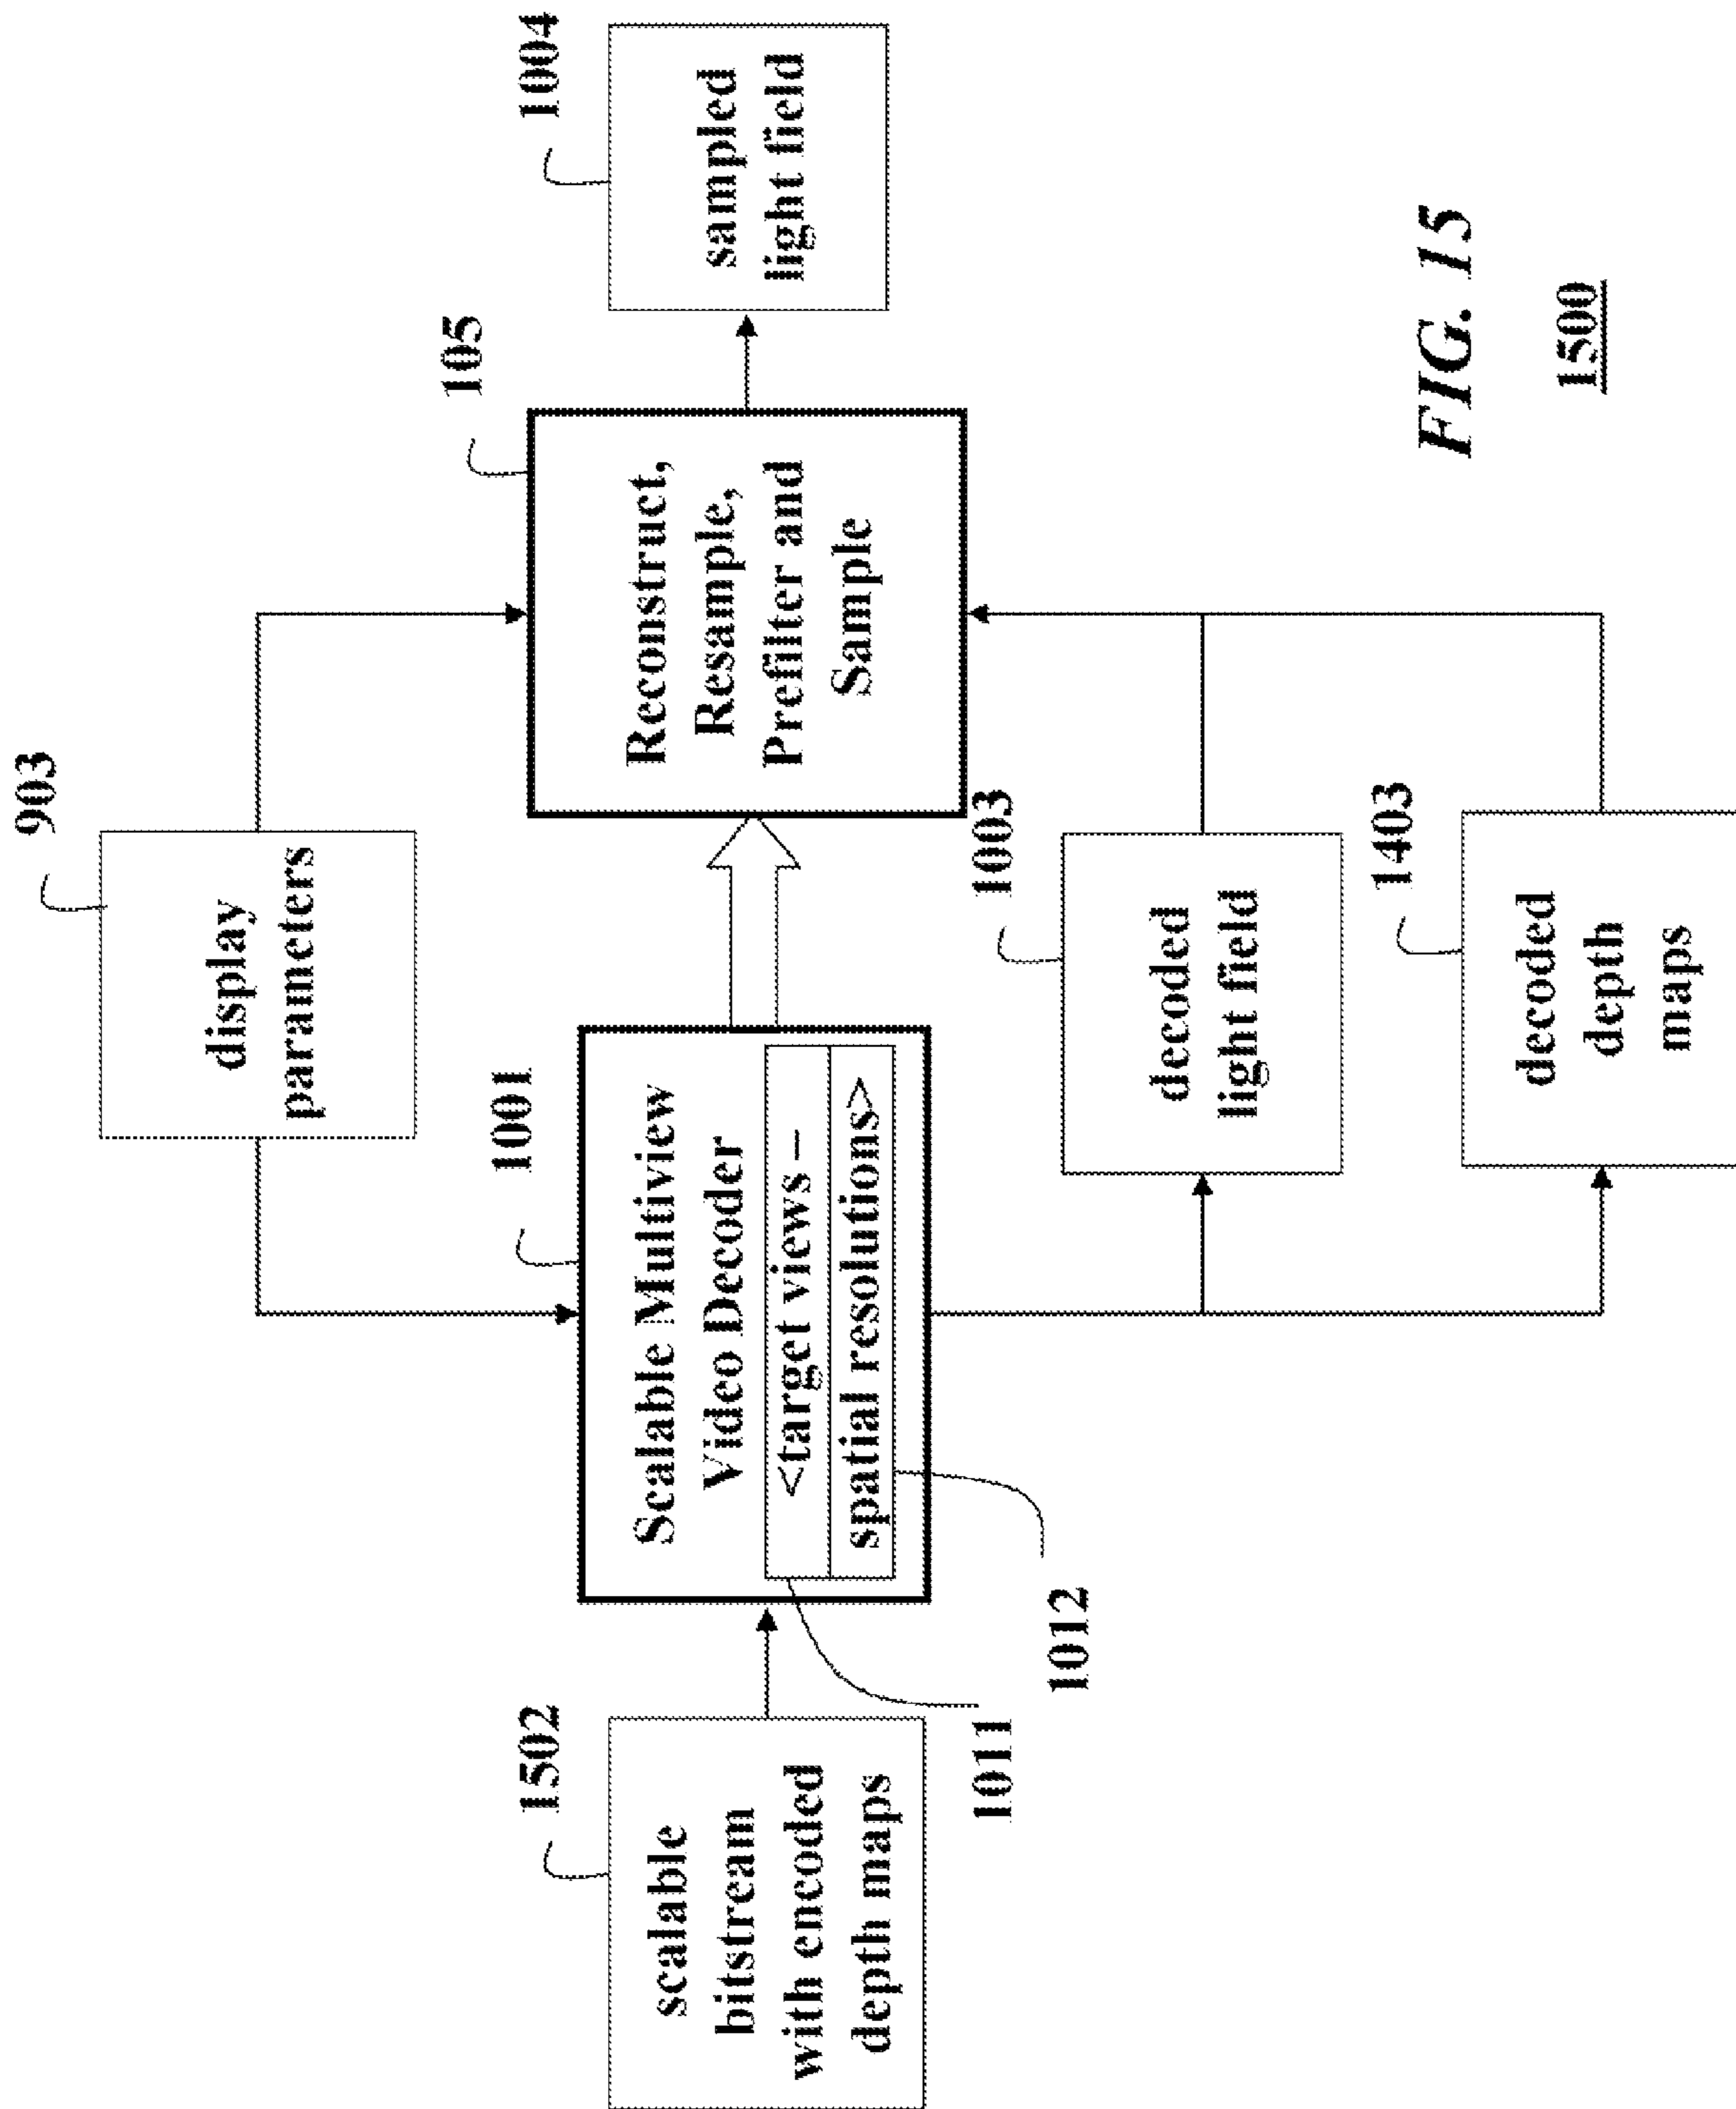 903
display
parameters
1502
scalable
bitstream
with encoded
depth maps
1001
Scalable Multiview
Video Decoder
<target views –
spatial resolutions>
1011
1012
105
Reconstruct,
Resample,
Prefilter and
Sample
1004
sampled
light field
1003
decoded
light field
1403
decoded
depth
maps
FIG. 15
1500